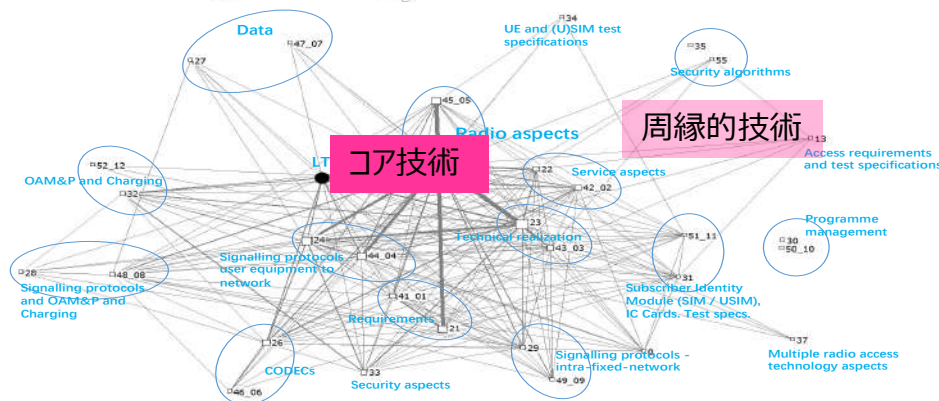 34
UE and (U)SIM test
specifications
Data
47_07
27
35
55
Security algorithms
45_05
Radio aspects
周縁的技術
コア技術
13
Access requirements
and test specifications
52_12
OAM&P and Charging
32
LT
22
Service aspects
42_02
23
Technical realization
43_03
24
44_04
Signalling protocols
user equipment to
network
51_11
Programme
management
30
50_10
28
48_08
Signalling protocols
and OAM&P and
Charging
31
Subscriber Identity
Module (SIM / USIM),
IC Cards. Test specs.
41_01
Requirements
21
26
CODECs
46_06
33
Security aspects
29
Signalling protocols -
intra-fixed-network
49_09
0
37
Multiple radio access
technology aspects